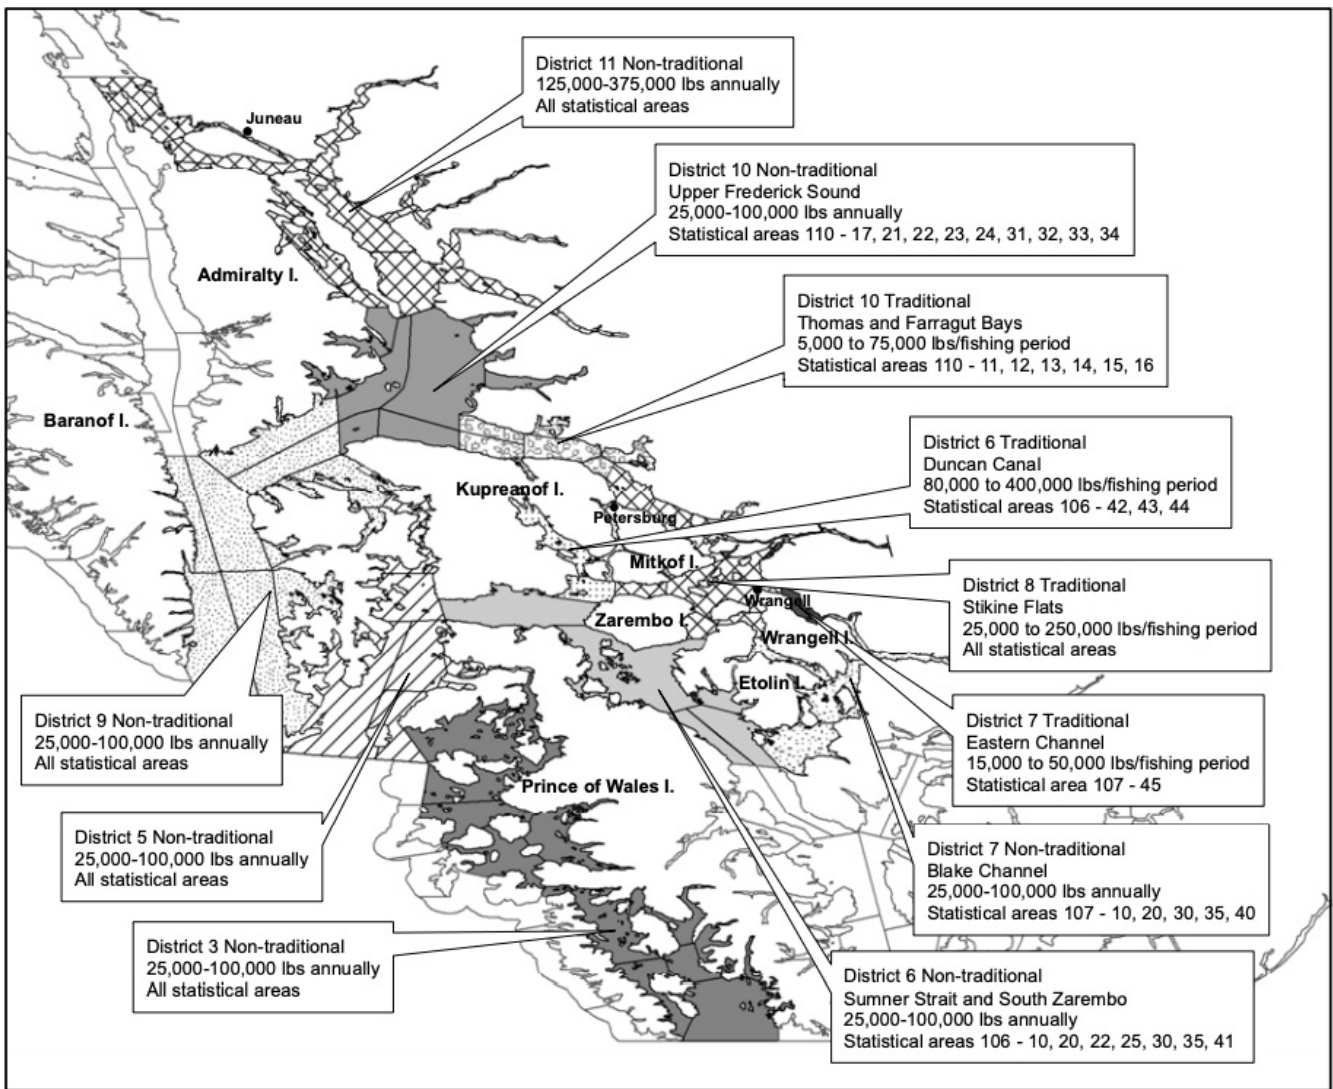 District 11 Non-traditional
125,000-375,000 lbs annually
All statistical areas
Juneau
District 10 Non-traditional
Upper Frederick Sound
25,000-100,000 lbs annually
Statistical areas 110 - 17, 21, 22, 23, 24, 31, 32, 33, 34
Admiralty I.
District 10 Traditional
Thomas and Farragut Bays
5,000 to 75,000 lbs/fishing period
Statistical areas 110 - 11, 12, 13, 14, 15, 16
Baranof I.
District 6 Traditional
Duncan Canal
80,000 to 400,000 lbs/fishing period
Statistical areas 106 - 42, 43, 44
Kupreanof I.
Petersburg
Mitkof I.
District 8 Traditional
Stikine Flats
25,000 to 250,000 lbs/fishing period
All statistical areas
Wrangell
Zarembo I.
Wrangell I.
Etolin I.
District 9 Non-traditional
25,000-100,000 lbs annually
All statistical areas
District 7 Traditional
Eastern Channel
15,000 to 50,000 lbs/fishing period
Statistical area 107 - 45
Prince of Wales I.
District 5 Non-traditional
25,000-100,000 lbs annually
All statistical areas
District 7 Non-traditional
Blake Channel
25,000-100,000 lbs annually
Statistical areas 107 - 10, 20, 30, 35, 40
District 3 Non-traditional
25,000-100,000 lbs annually
All statistical areas
District 6 Non-traditional
Sumner Strait and South Zarembo
25,000-100,000 lbs annually
Statistical areas 106 - 10, 20, 22, 25, 30, 35, 41